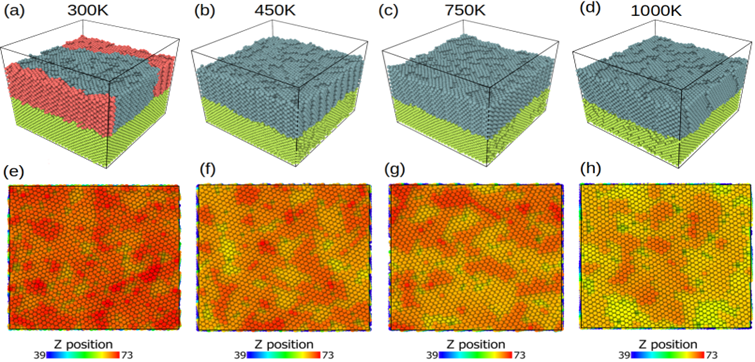 (a) 300K (b) 450K (c) 750K (d) 1000K
(e) (f) (g) (h)
Z position Z position Z position Z position
39 73 39 73 39 73 39 73